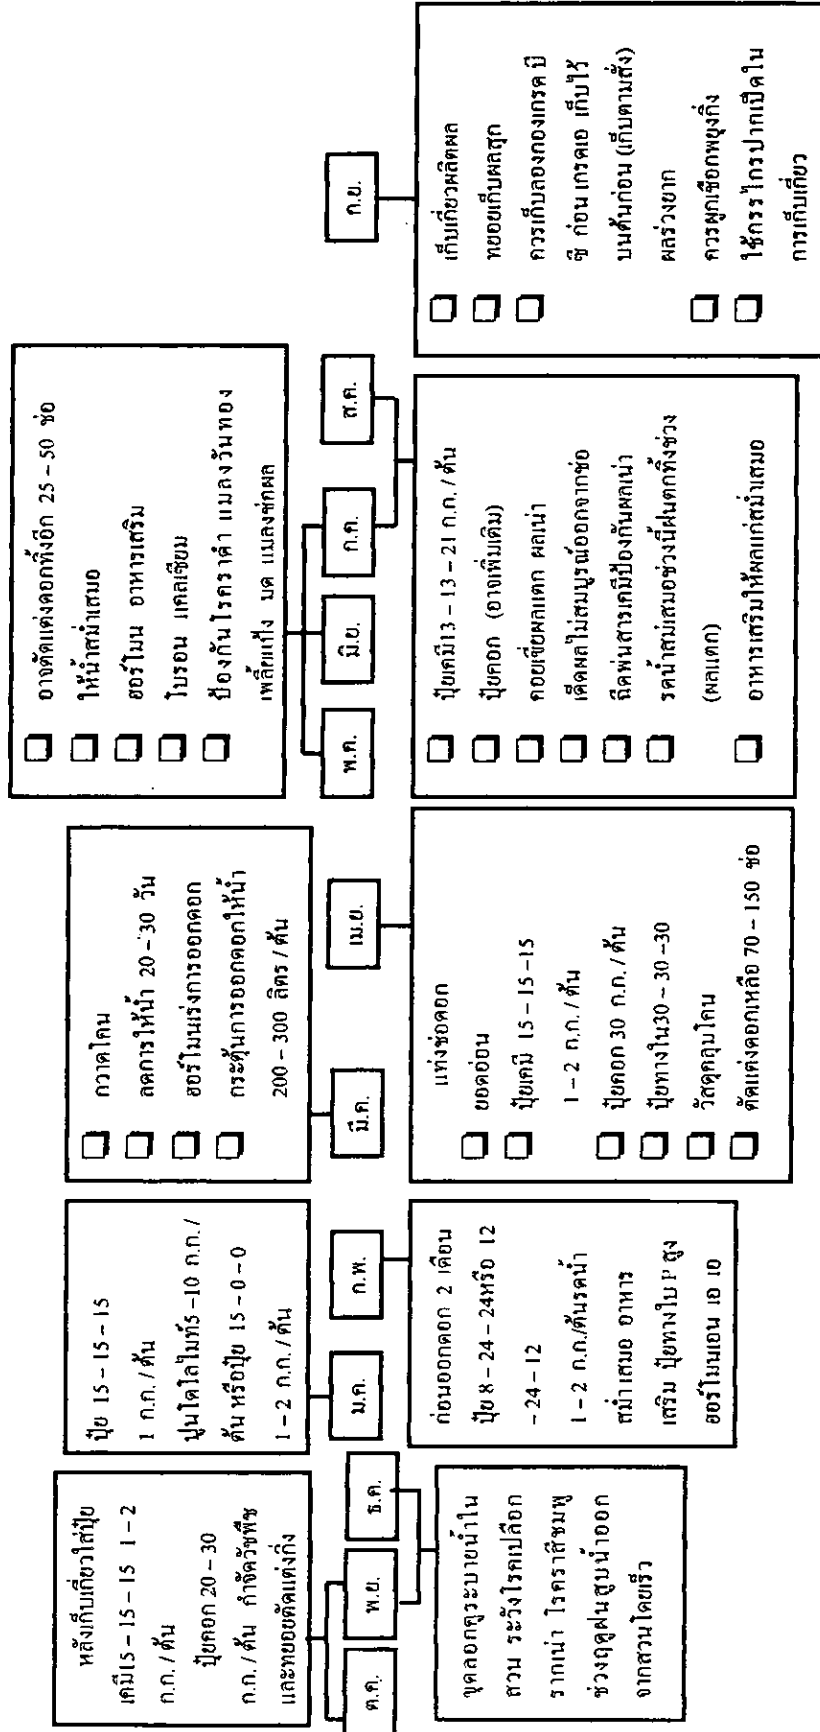 หลังเก็บเกี่ยวใส่ปุ๋ย
เคมี15 – 15 – 15 1 – 2
ก.ก. / ต้น
ปุ๋ยคอก 20 – 30
ก.ก. / ต้น กำจัดวัชพืช
และทยอยตัดแต่งกิ่ง
ต.ค.
พ.ย.
ธ.ค.
ขุดลอกคูระบายน้ำใน
สวน ระวังโรคเปลือก
รากเน่า โรคราสีชมพู
ช่วงฤดูฝนสูบน้ำออก
จากสวนโดยเร็ว
ปุ๋ย 15 – 15 – 15
1 ก.ก. / ต้น
ปูนโดโลไมท์5 –10 ก.ก. /
ต้น หรือปุ๋ย 15 – 0 – 0
1 – 2 ก.ก. / ต้น
ม.ค.
ก.พ.
ก่อนออกดอก 2 เดือน
ปุ๋ย 8 – 24 – 24หรือ 12
– 24 – 12
1 – 2 ก.ก./ต้นรดน้ำ
สม่ำเสมอ อาหาร
เสริม ปุ๋ยทางใบ P สูง
ฮอร์โมนเอน เอ เอ
กวาดโคน
ลดการให้น้ำ 20 – 30 วัน
ฮอร์โมนเร่งการออกดอก
กระตุ้นการออกดอกให้น้ำ
200 – 300 ลิตร / ต้น
มี.ค.
เม.ย.
แท่งช่อดอก
ยอดอ่อน
ปุ๋ยเคมี 15 – 15 – 15
1 – 2 ก.ก. / ต้น
ปุ๋ยคอก 30 ก.ก. / ต้น
ปุ๋ยทางใน30 – 30 –30
วัสดุคลุมโคน
ตัดแต่งดอกเหลือ 70 – 150 ช่อ
อาจตัดแต่งดอกทิ้งอีก 25 – 50 ช่อ
ให้น้ำสม่ำเสมอ
ฮอร์โมน อาหารเสริม
โบรอน แคลเซียม
ป้องกันโรคราดำ แมลงวันทอง
เพลี้ยแป้ง มด แมลงชกผล
พ.ค.
มิ.ย.
ก.ค.
ส.ค.
ปุ๋ยเคมี13 – 13 – 21 ก.ก. / ต้น
ปุ๋ยคอก (อาจเพิ่มเติม)
คอยเขี่ยผลแตก ผลเน่า
เด็ดผลไม่สมบูรณ์ออกจากช่อ
ฉีดพ่นสารเคมีป้องกันผลเน่า
รดน้ำสม่เสมอช่วงนี้ฝนตกทิ้งช่วง
(ผลแตก)
อาหารเสริมให้ผลแก่สม่ำเสมอ
ก.ย.
เก็บเกี่ยวผลิตผล
ทยอยเก็บผลสุก
ควรเก็บลองกองเกรด บี
ซี ก่อน เกรดเอ เก็บไว้
บนต้นก่อน (เก็บตามสั่ง)
ผลร่วงยาก
ควรผูกเชือกพยุงกิ่ง
ใช้กรรไกรปากเปิดใน
การเก็บเกี่ยว